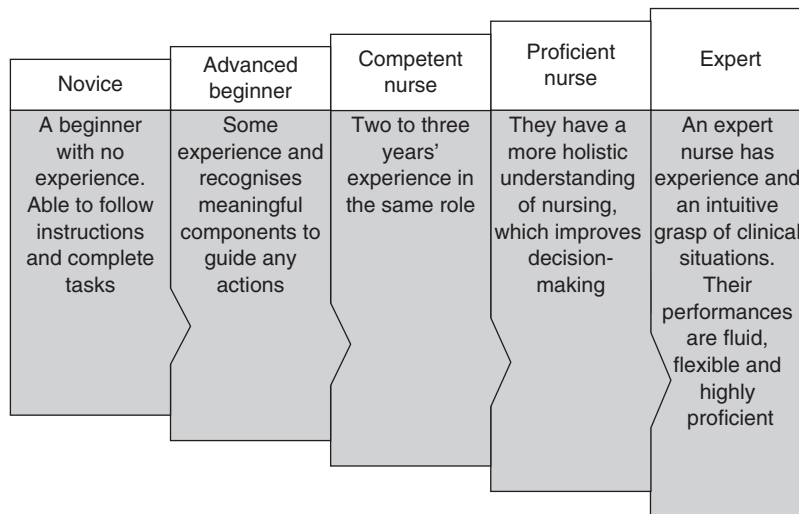 Novice
A beginner
with no
experience.
Able to follow
instructions
and complete
tasks
Advanced
beginner
Some
experience and
recognises
meaningful
components to
guide any
actions
Competent
nurse
Two to three
years’
experience in
the same role
Proficient
nurse
They have a
more holistic
understanding
of nursing,
which improves
decision-
making
Expert
An expert
nurse has
experience and
an intuitive
grasp of clinical
situations.
Their
performances
are fluid,
flexible and
highly
proficient